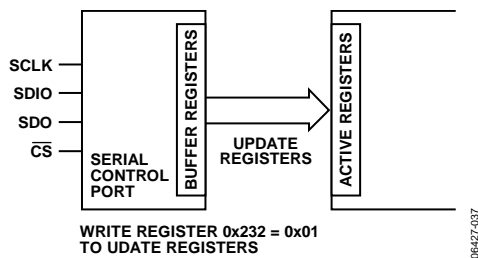 SCLK
SDIO
SDO
CS
SERIAL
CONTROL
PORT
BUFFER REGISTERS
UPDATE
REGISTERS
ACTIVE REGISTERS
WRITE REGISTER 0x232 = 0x01
TO UDATE REGISTERS
06427-037